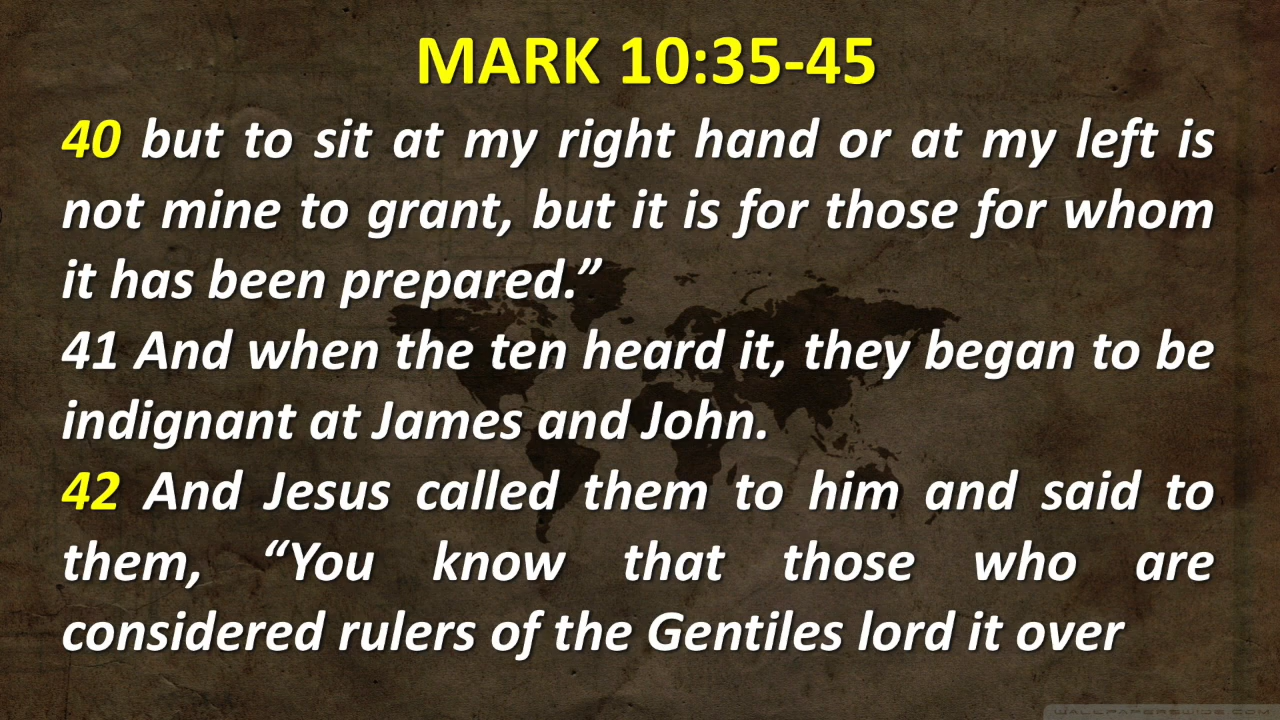 MARK 10:35-45
40 but to sit at my right hand or at my left is
not mine to grant, but it is for those for whom
it has been prepared.”
41 And when the ten heard it, they began to be
indignant at James and John.
42 And Jesus called them to him and said to
them, “You know that those who are
considered rulers of the Gentiles lord it over
WALLPAPERSWIDE.COM